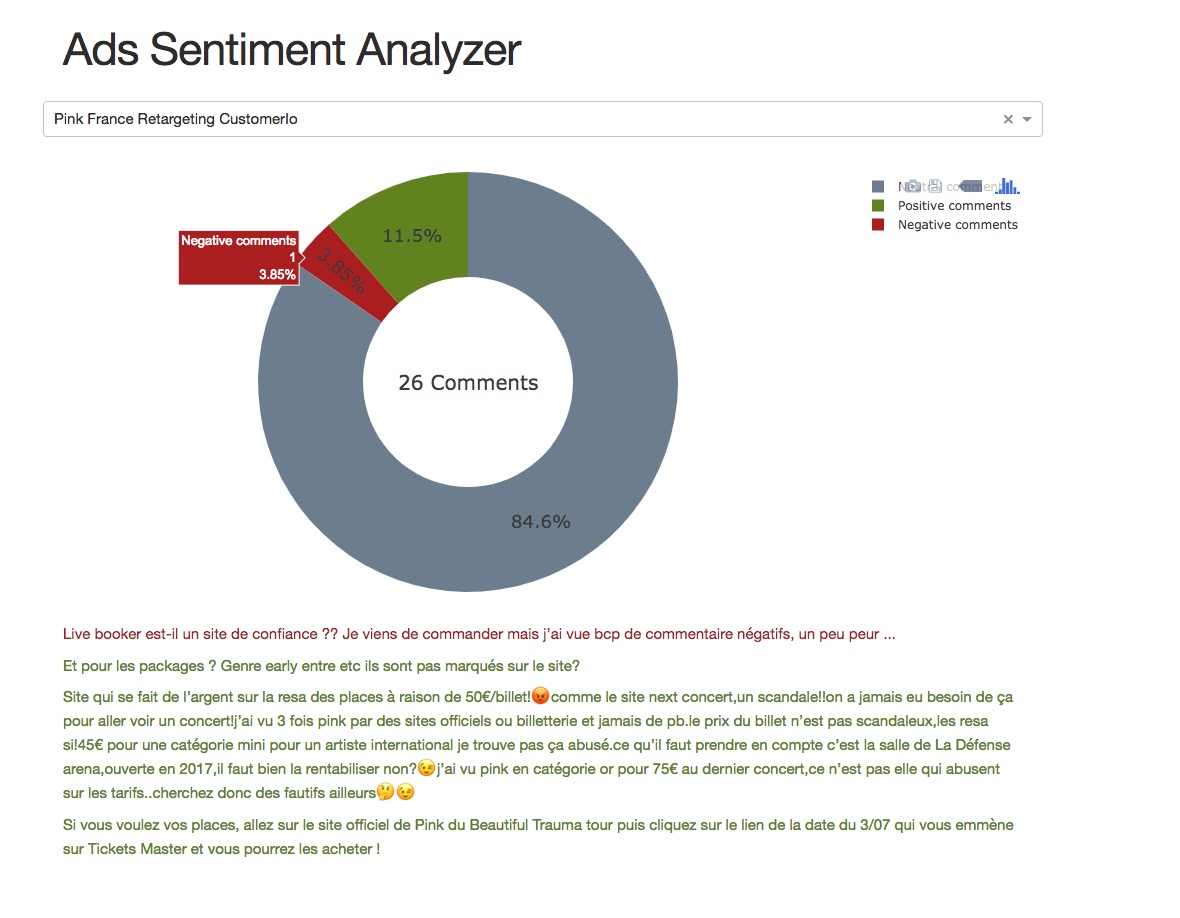 Ads Sentiment Analyzer
Pink France Retargeting Customerlo
Positive comments
Negative comments
Negative comments
1
3.85%
11.5%
3.85%
26 Comments
84.6%
Live booker est-il un site de confiance ?? Je viens de commander mais j'ai vue bcp de commentaire négatifs, un peu peur ...
Et pour les packages ? Genre early entre etc ils sont pas marqués sur le site?
Site qui se fait de l'argent sur la resa des places à raison de 50€/billet!😡comme le site next concert,un scandale!!on a jamais eu besoin de ça
pour aller voir un concert!j'ai vu 3 fois pink par des sites officiels ou billetterie et jamais de pb.le prix du billet n'est pas scandaleux,les resa
si!45€ pour une catégorie mini pour un artiste international je trouve pas ça abusé.ce qu'il faut prendre en compte c'est la salle de La Défense
arena,ouverte en 2017,il faut bien la rentabiliser non?😉j'ai vu pink en catégorie or pour 75€ au dernier concert,ce n'est pas elle qui abusent
sur les tarifs..cherchez donc des fautifs ailleurs🤔😉
Si vous voulez vos places, allez sur le site officiel de Pink du Beautiful Trauma tour puis cliquez sur le lien de la date du 3/07 qui vous emmène
sur Tickets Master et vous pourrez les acheter !